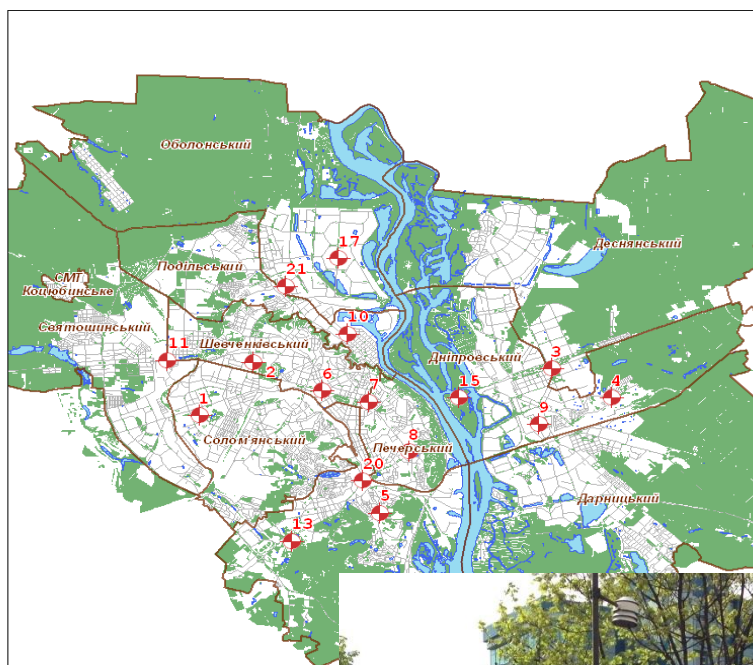 Оболонський
17
Деснянський
Подільський
21
СМТ
Коцюбинське
10
Святошинський
Шевченківський
11
2
Дніпровський
3
6
7
15
4
1
9
Солом'янський
Печерський
8
20
5
Дарницький
13